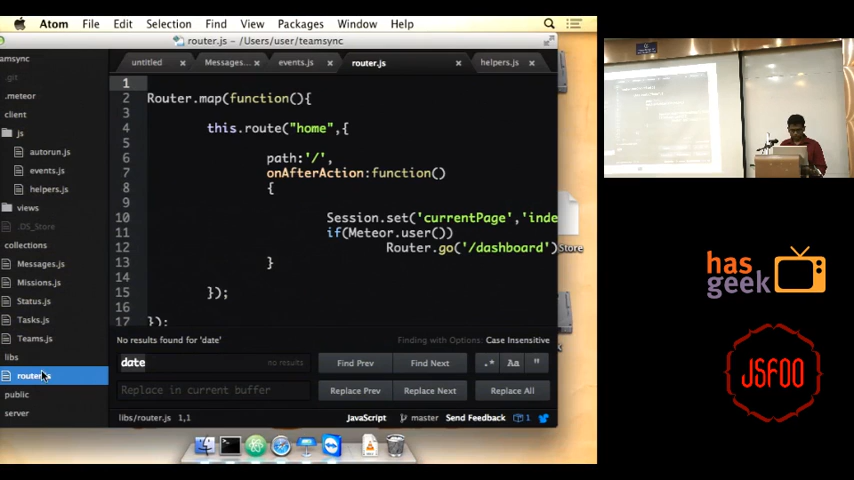 Atom File Edit Selection Find View Packages Window Help
router.js – /Users/user/teamsync
untitled Messages... events.js router.js helpers.js
amsync
.git
.meteor
client
js
autorun.js
events.js
helpers.js
views
.DS_Store
collections
Messages.js
Missions.js
Status.js
Tasks.js
Teams.js
libs
router.js
public
server
1
2 Router.map(function(){
3
4 this.route("home",{
5
6 path:'/',
7 onAfterAction:function()
8 {
9
10 Session.set('currentPage','inde
11 if(Meteor.user())
12 Router.go('/dashboard')
13 }
14
15 });
16
17 });
Store
No results found for 'date' Finding with Options: Case Insensitive
date no results Find Prev Find Next .* Aa "
Replace in current buffer Replace Prev Replace Next Replace All
libs/router.js 1,1 JavaScript master Send Feedback 1
has
geek
JSFOO